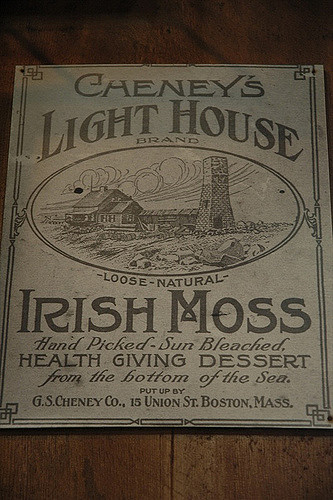 CHENEY'S
LIGHT HOUSE
BRAND
-LOOSE-NATURAL-
IRISH MOSS
Hand Picked-Sun Bleached,
HEALTH GIVING DESSERT
from the bottom of the Sea.
PUT UP BY
G.S.CHENEY CO., 15 UNION ST. BOSTON, MASS.